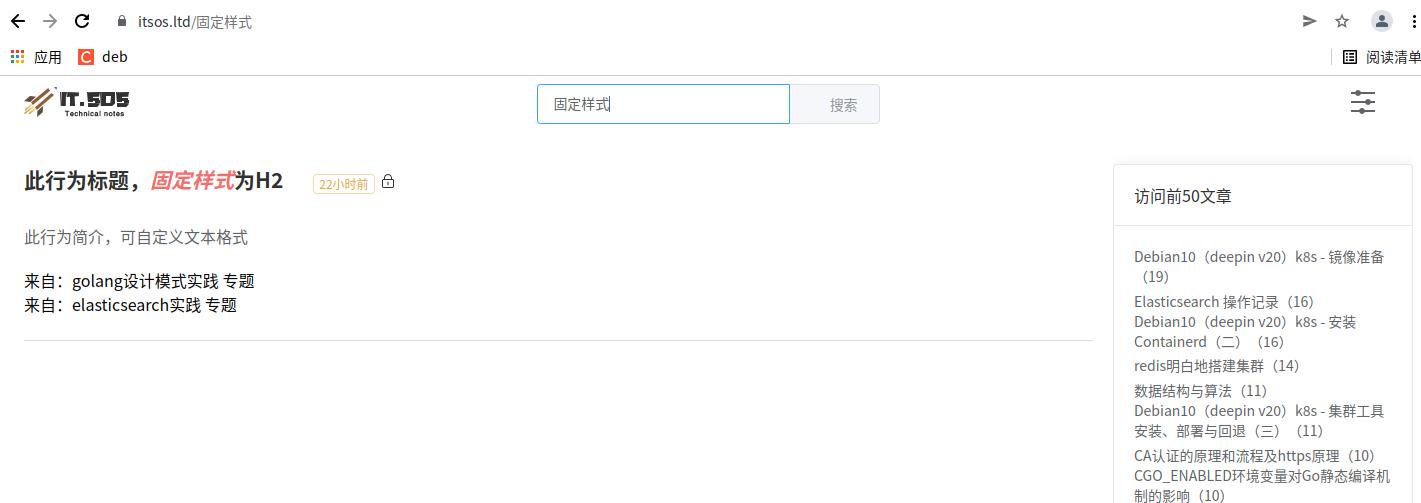 itsos.ltd/固定样式
应用 deb 阅读清单
IT.SOS
Technical notes
固定样式 搜索
此行为标题，固定样式为H2 22小时前
此行为简介，可自定义文本格式
来自：golang设计模式实践 专题
来自：elasticsearch实践 专题
访问前50文章
Debian10（deepin v20）k8s - 镜像准备
（19）
Elasticsearch 操作记录（16）
Debian10（deepin v20）k8s - 安装
Containerd（二）（16）
redis明白地搭建集群（14）
数据结构与算法（11）
Debian10（deepin v20）k8s - 集群工具
安装、部署与回退（三）（11）
CA认证的原理和流程及https原理（10）
CGO_ENABLED环境变量对Go静态编译机
制的影响（10）